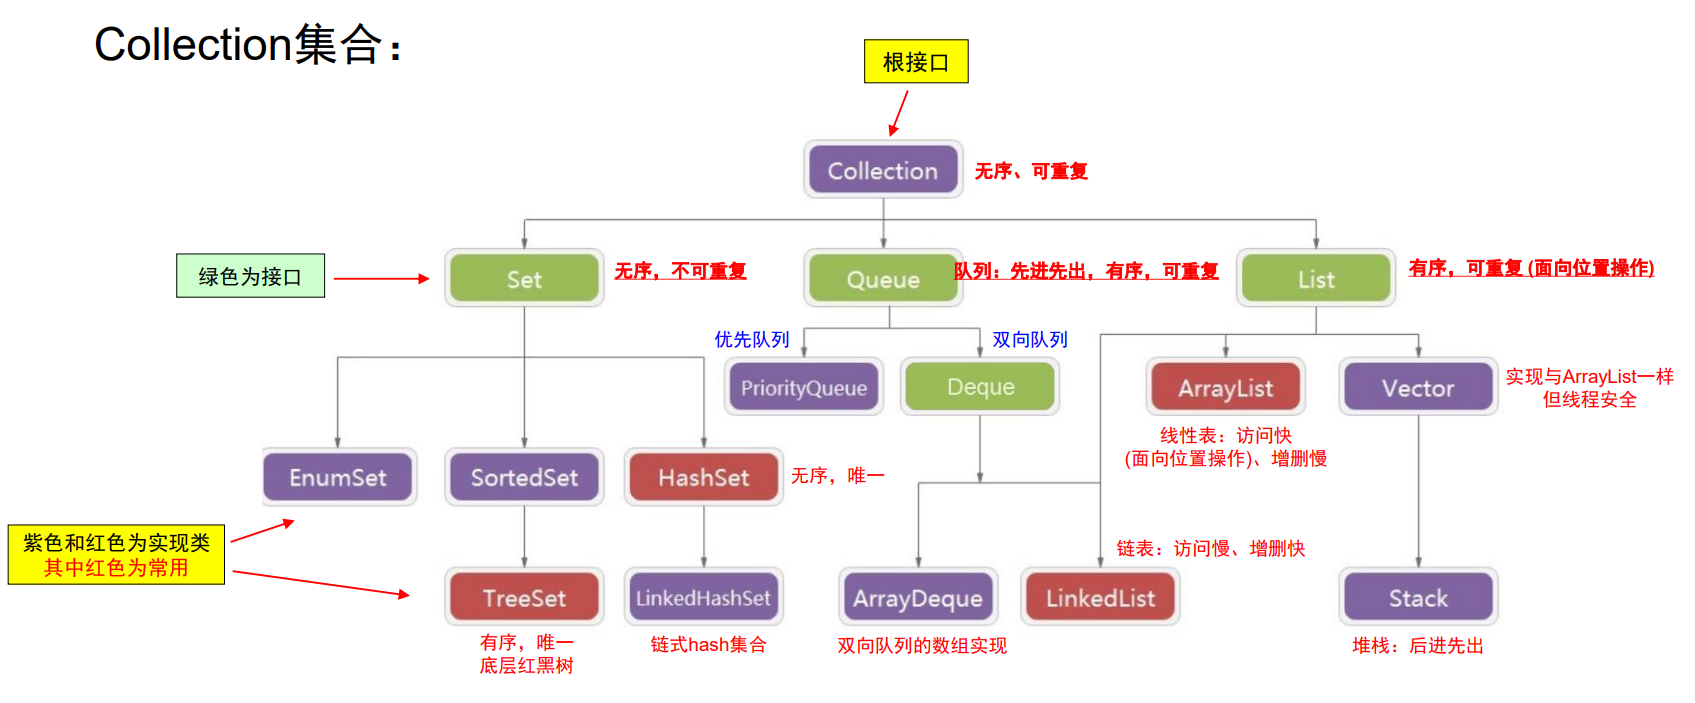 Collection集合：
根接口
Collection
无序、可重复
绿色为接口
Set
无序，不可重复
Queue
队列：先进先出，有序，可重复
List
有序，可重复 (面向位置操作)
优先队列
双向队列
PriorityQueue
Deque
ArrayList
Vector
实现与ArrayList一样
但线程安全
线性表：访问快
(面向位置操作)、增删慢
EnumSet
SortedSet
HashSet
无序，唯一
紫色和红色为实现类
其中红色为常用
链表：访问慢、增删快
TreeSet
LinkedHashSet
ArrayDeque
LinkedList
Stack
有序，唯一
底层红黑树
链式hash集合
双向队列的数组实现
堆栈：后进先出